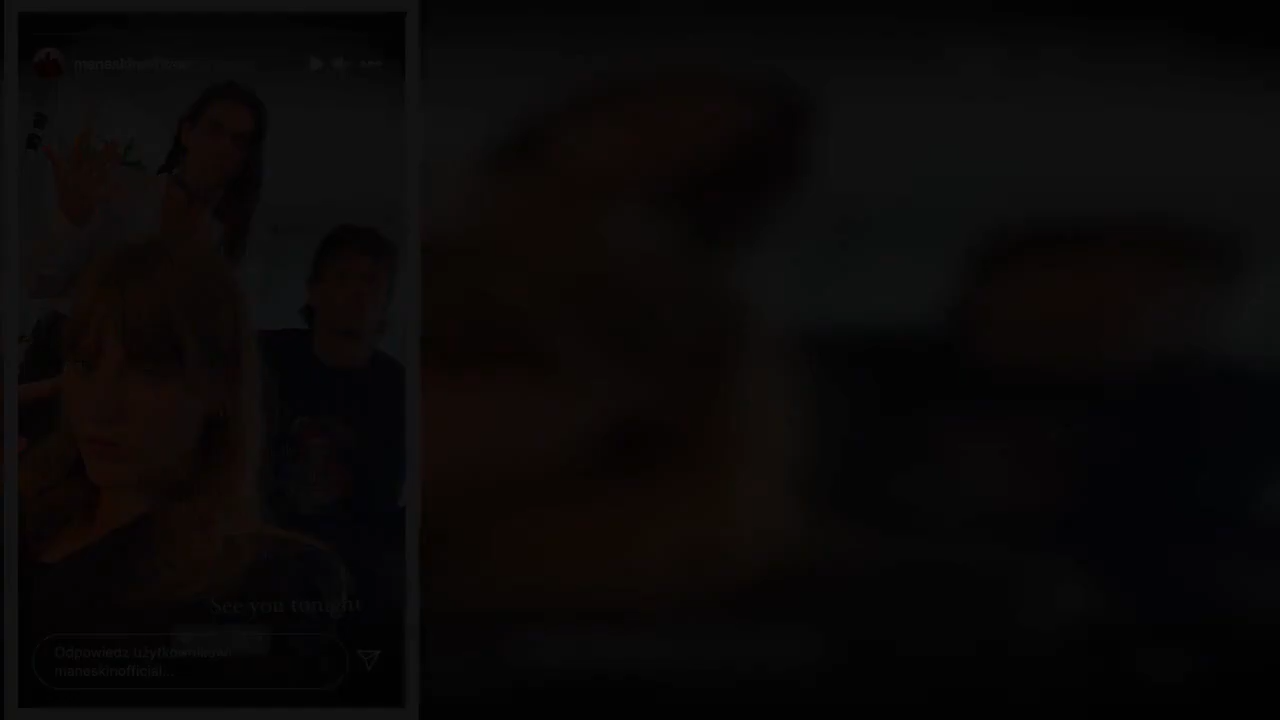 maneskinofficial
See you tonight
Odpowiedz użytkownikowi
maneskinofficial...